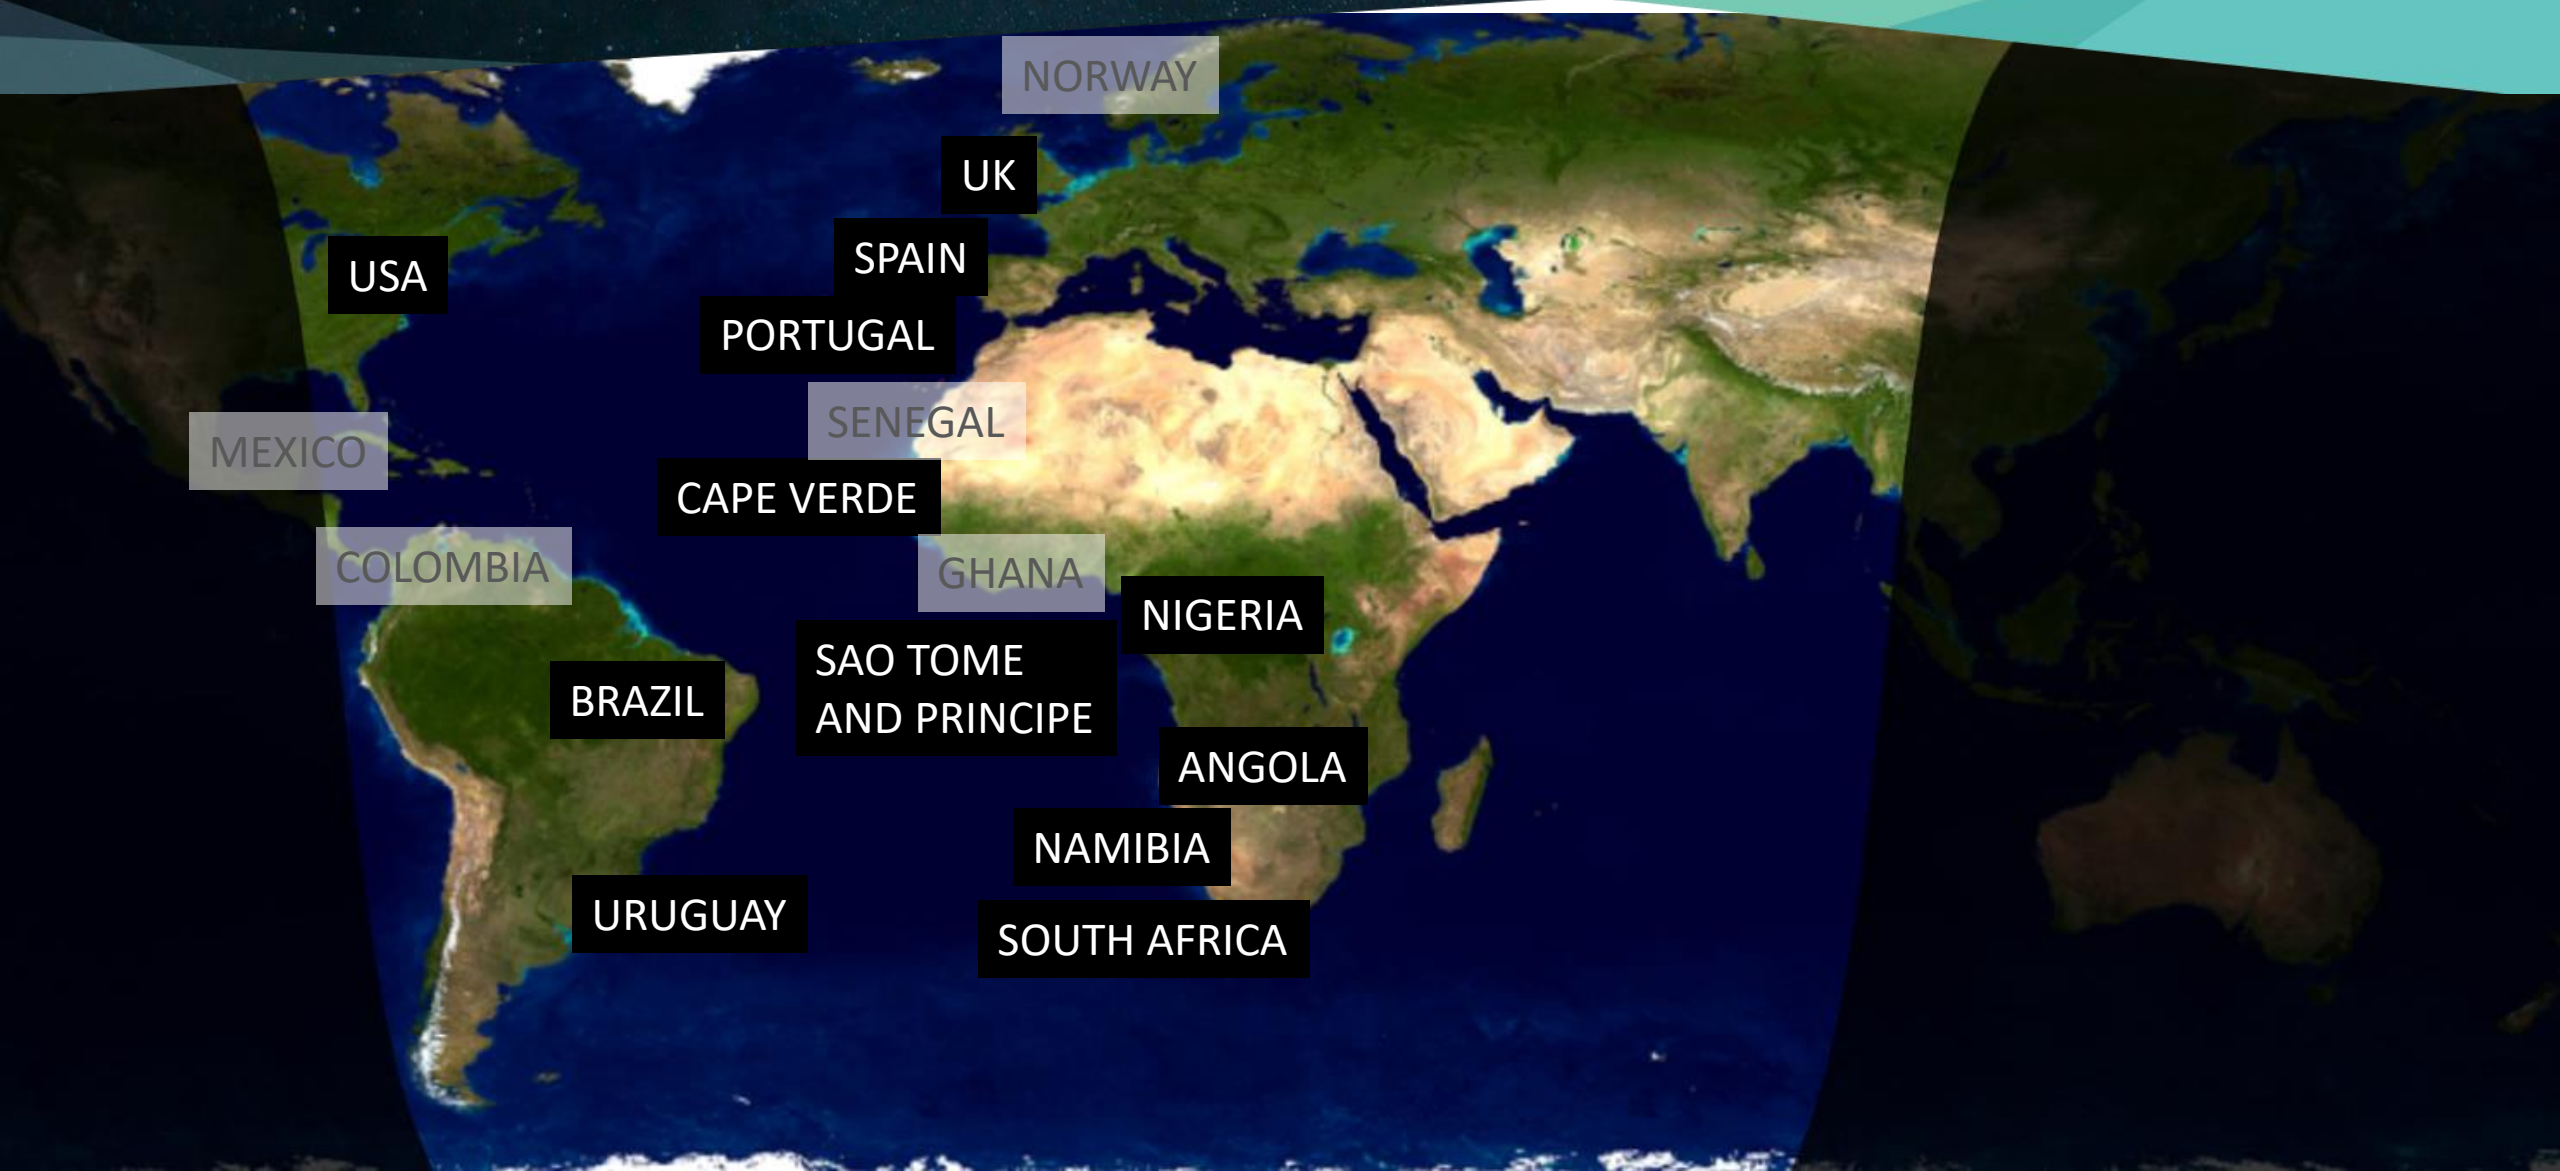 NORWAY
UK
SPAIN
USA
PORTUGAL
SENEGAL
MEXICO
CAPE VERDE
COLOMBIA
GHANA
NIGERIA
SAO TOME
AND PRINCIPE
BRAZIL
ANGOLA
NAMIBIA
URUGUAY
SOUTH AFRICA